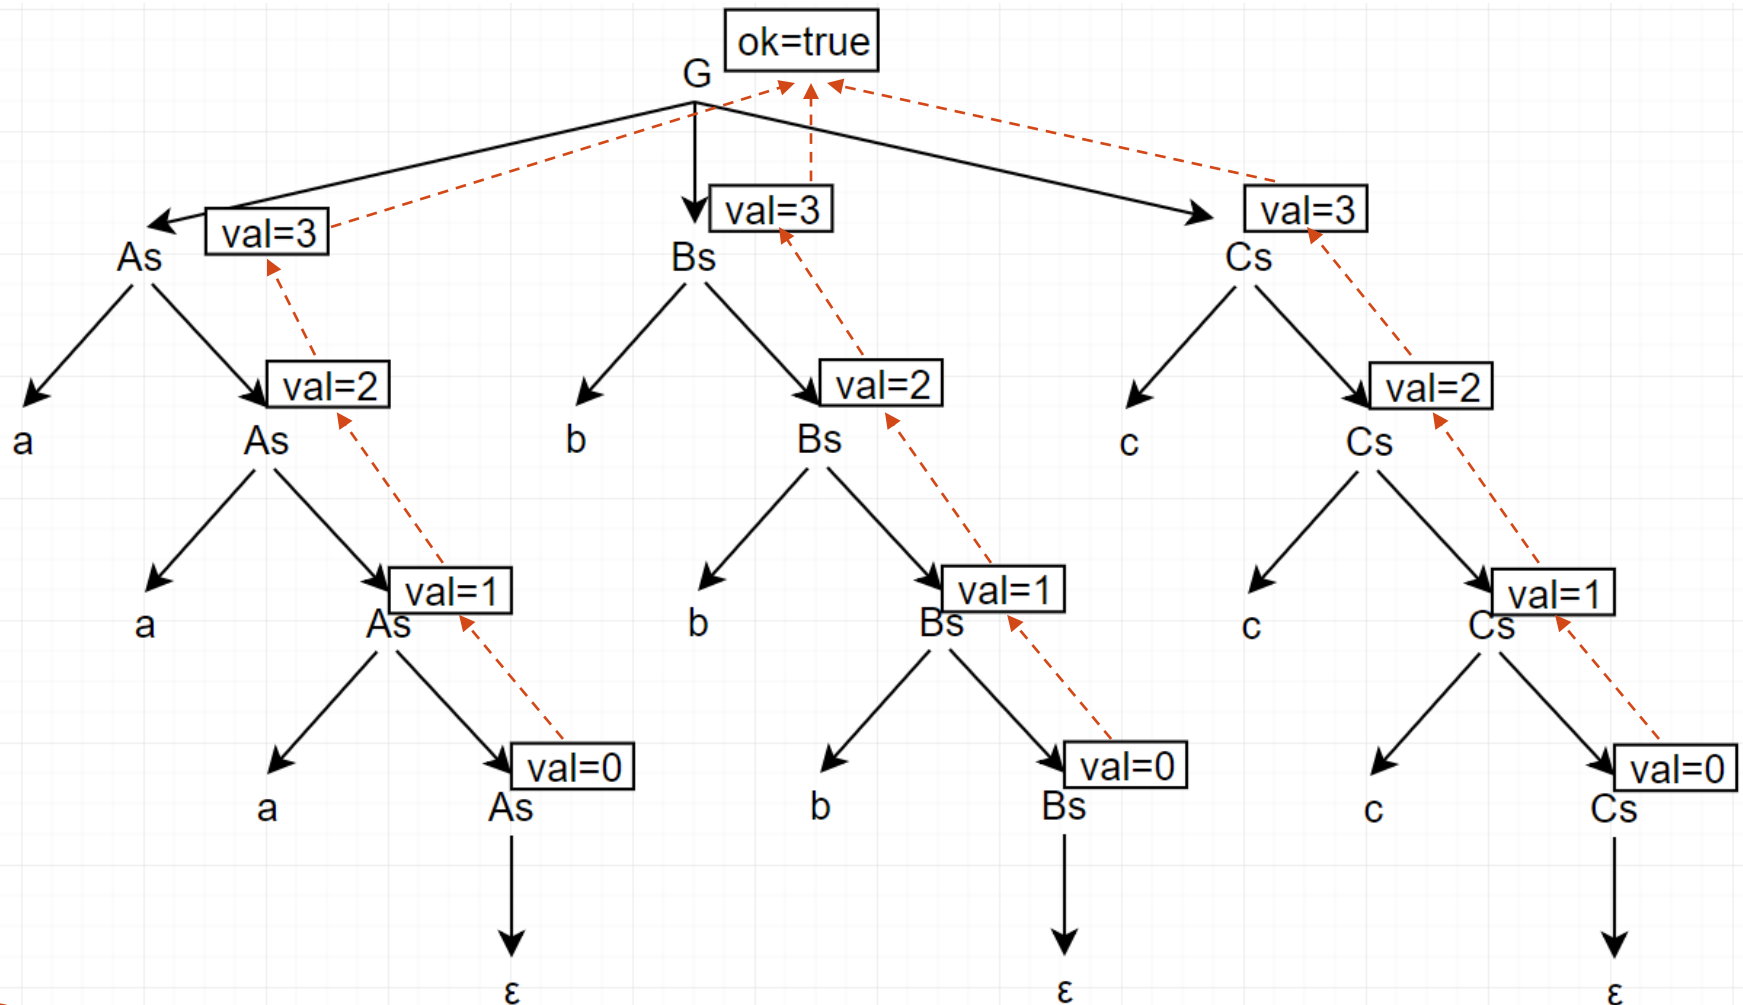 ok=true
G
val=3
val=3
val=3
As
Bs
Cs
val=2
val=2
val=2
a
As
b
Bs
c
Cs
val=1
val=1
val=1
a
As
b
Bs
c
Cs
val=0
val=0
val=0
a
As
b
Bs
c
Cs
ε
ε
ε